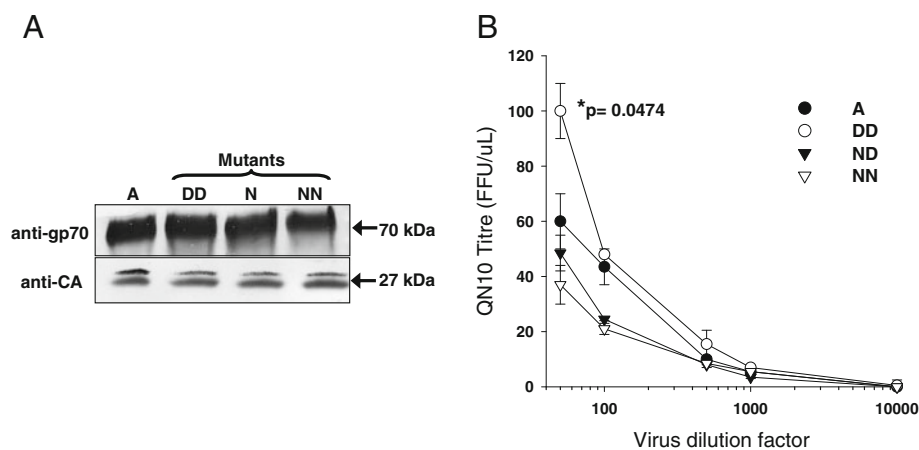 A
Mutants
A DD N NN
anti-gp70
70 kDa
anti-CA
27 kDa
B
QN10 Titre (FFU/uL)
120
100
80
60
40
20
0
*p= 0.0474
A
DD
ND
NN
100 1000 10000
Virus dilution factor